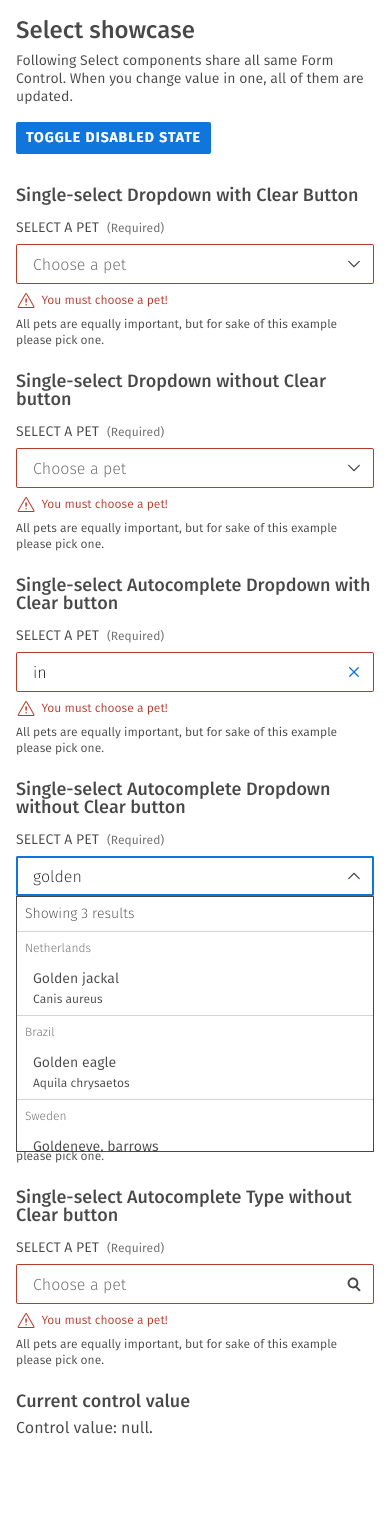 Select showcase
Following Select components share all same Form
Control. When you change value in one, all of them are
updated.
TOGGLE DISABLED STATE
Single-select Dropdown with Clear Button
SELECT A PET (Required)
Choose a pet
You must choose a pet!
All pets are equally important, but for sake of this example
please pick one.
Single-select Dropdown without Clear
button
SELECT A PET (Required)
Choose a pet
You must choose a pet!
All pets are equally important, but for sake of this example
please pick one.
Single-select Autocomplete Dropdown with
Clear button
SELECT A PET (Required)
in
You must choose a pet!
All pets are equally important, but for sake of this example
please pick one.
Single-select Autocomplete Dropdown
without Clear button
SELECT A PET (Required)
golden
Showing 3 results
Netherlands
Golden jackal
Canis aureus
Brazil
Golden eagle
Aquila chrysaetos
Sweden
Goldeneye, barrows
please pick one.
Single-select Autocomplete Type without
Clear button
SELECT A PET (Required)
Choose a pet
You must choose a pet!
All pets are equally important, but for sake of this example
please pick one.
Current control value
Control value: null.